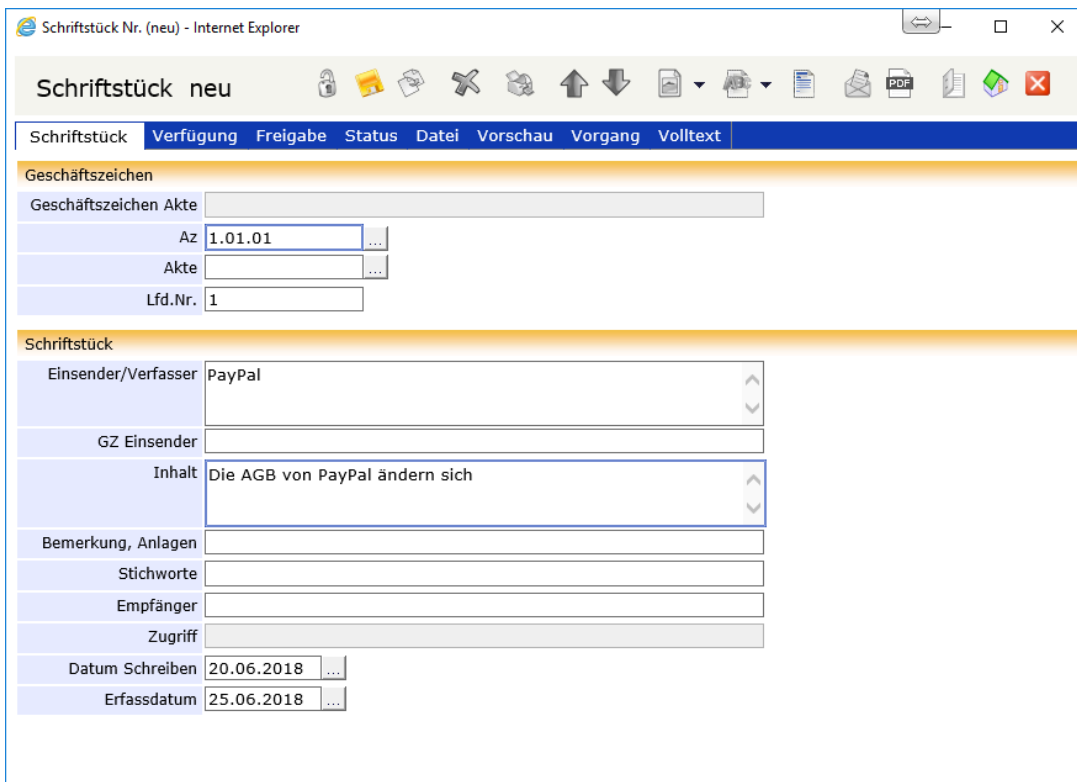 Schriftstück Nr. (neu) - Internet Explorer
Schriftstück neu
PDF
Schriftstück Verfügung Freigabe Status Datei Vorschau Vorgang Volltext
Geschäftszeichen
Geschäftszeichen Akte
Az 1.01.01 ...
Akte ...
Lfd.Nr. 1
Schriftstück
Einsender/Verfasser PayPal
GZ Einsender
Inhalt Die AGB von PayPal ändern sich
Bemerkung, Anlagen
Stichworte
Empfänger
Zugriff
Datum Schreiben 20.06.2018 ...
Erfassdatum 25.06.2018 ...